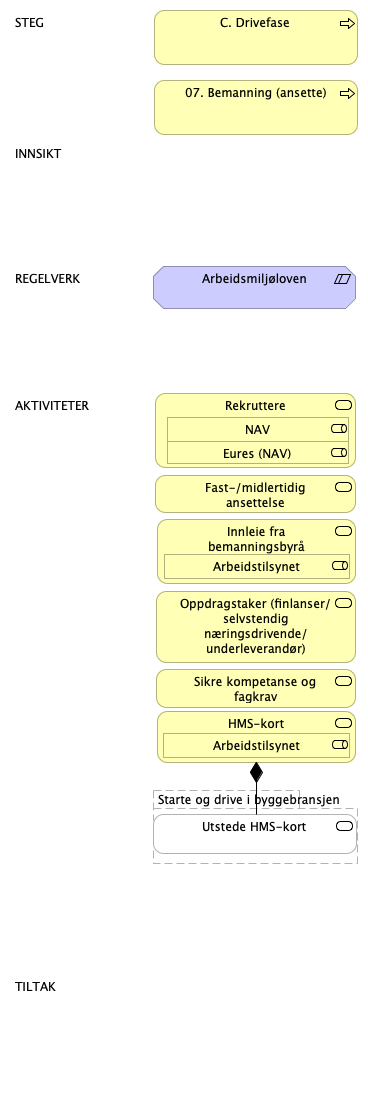 STEG
C. Drivefase
07. Bemanning (ansette)
INNSIKT
REGELVERK
Arbeidsmiljøloven
AKTIVITETER
Rekruttere
NAV
Eures (NAV)
Fast-/midlertidig
ansettelse
Innleie fra
bemanningsbyrå
Arbeidstilsynet
Oppdragstaker (finlanser/
selvstendig
næringsdrivende/
underleverandør)
Sikre kompetanse og
fagkrav
HMS-kort
Arbeidstilsynet
Starte og drive i byggebransjen
Utstede HMS-kort
TILTAK